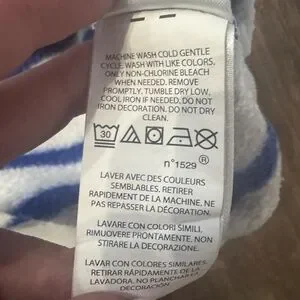 MACHINE WASH COLD GENTLE
CYCLE. WASH WITH LIKE COLORS.
ONLY NON-CHLORINE BLEACH
WHEN NEEDED. REMOVE
PROMPTLY. TUMBLE DRY LOW.
COOL IRON IF NEEDED. DO NOT
IRON DECORATION. DO NOT DRY
CLEAN.
30
n°1529 ®
LAVER AVEC DES COULEURS
SEMBLABLES. RETIRER
RAPIDEMENT DE LA MACHINE. NE
PAS REPASSER LA DÉCORATION.
LAVARE CON COLORI SIMILI.
RIMUOVERE PRONTAMENTE. NON
STIRARE LA DECORAZIONE.
LAVAR CON COLORES SIMILARES.
RETIRAR RÁPIDAMENTE DE LA
LAVADORA. NO PLANCHAR LA